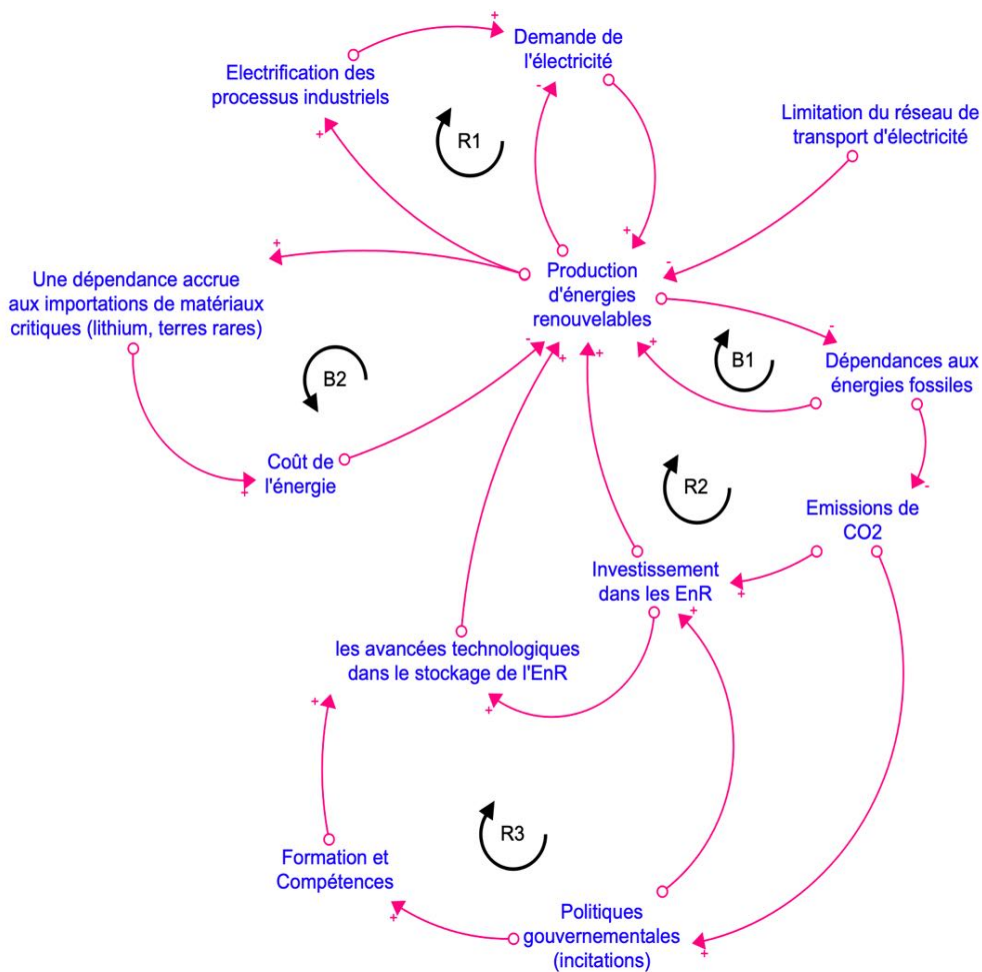 Demande de
l'électricité
Electrification des
processus industriels
Limitation du réseau de
transport d'électricité
R1
Une dépendance accrue
aux importations de matériaux
critiques (lithium, terres rares)
Production
d'énergies
renouvelables
B1
Dépendances aux
énergies fossiles
B2
Coût de
l'énergie
R2
Emissions de
CO2
Investissement
dans les EnR
les avancées technologiques
dans le stockage de l'EnR
R3
Formation et
Compétences
Politiques
gouvernementales
(incitations)
+
+
-
+
-
+
-
+
-
+
+
+
-
+
+
+
+
+
+
+